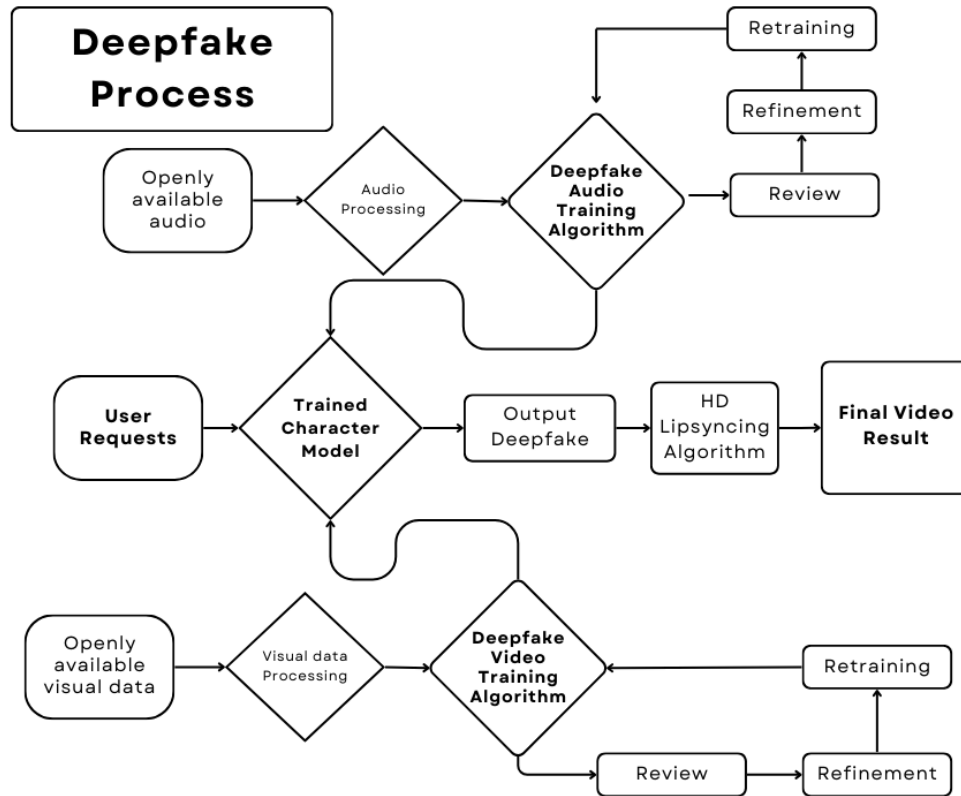 Deepfake
Process
Retraining
Refinement
Review
Openly
available
audio
Audio
Processing
Deepfake
Audio
Training
Algorithm
User
Requests
Trained
Character
Model
Output
Deepfake
HD
Lipsyncing
Algorithm
Final Video
Result
Openly
available
visual data
Visual data
Processing
Deepfake
Video
Training
Algorithm
Retraining
Review
Refinement